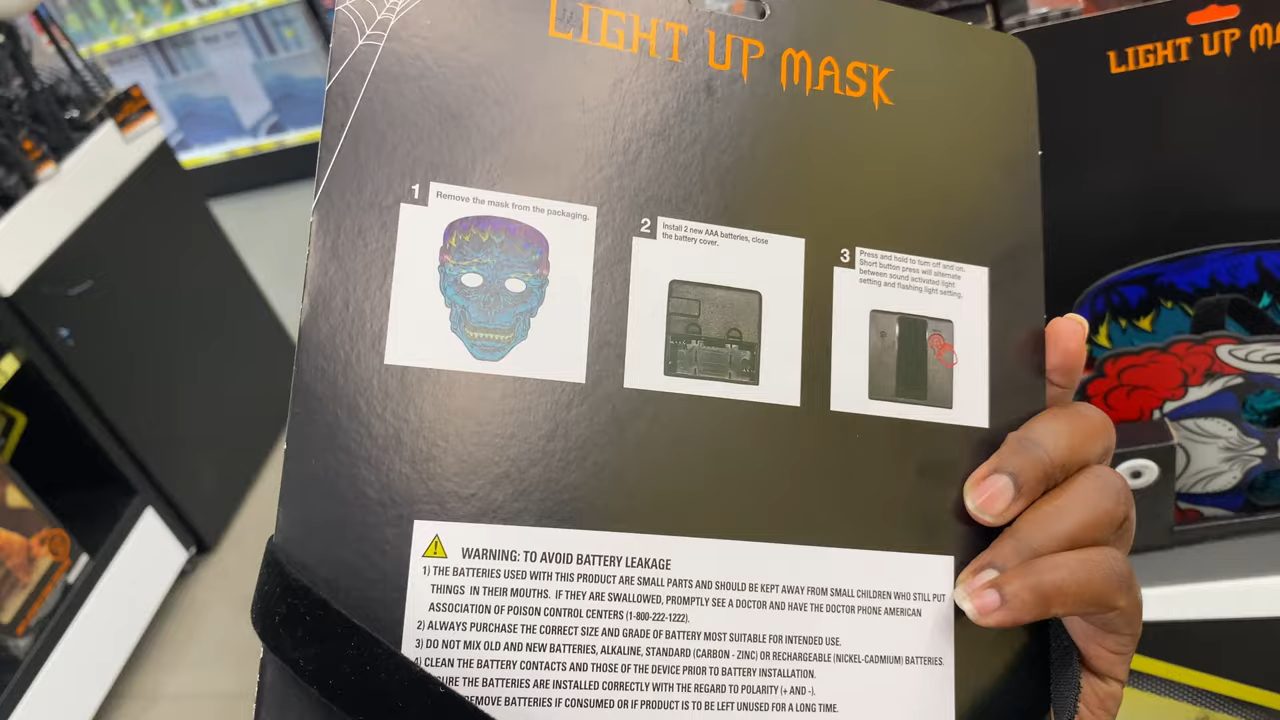 LIGHT UP MASK
LIGHT UP MA
1
Remove the mask from the packaging.
2
Install 2 new AAA batteries, close
the battery cover.
3
Press and hold to turn off and on.
Short button press will alternate
between sound activated light
setting and flashing light setting.
WARNING: TO AVOID BATTERY LEAKAGE
1) THE BATTERIES USED WITH THIS PRODUCT ARE SMALL PARTS AND SHOULD BE KEPT AWAY FROM SMALL CHILDREN WHO STILL PUT
THINGS IN THEIR MOUTHS. IF THEY ARE SWALLOWED, PROMPTLY SEE A DOCTOR AND HAVE THE DOCTOR PHONE AMERICAN
ASSOCIATION OF POISON CONTROL CENTERS (1-800-222-1222).
2) ALWAYS PURCHASE THE CORRECT SIZE AND GRADE OF BATTERY MOST SUITABLE FOR INTENDED USE.
3) DO NOT MIX OLD AND NEW BATTERIES, ALKALINE, STANDARD (CARBON - ZINC) OR RECHARGEABLE (NICKEL-CADMIUM) BATTERIES.
4) CLEAN THE BATTERY CONTACTS AND THOSE OF THE DEVICE PRIOR TO BATTERY INSTALLATION.
URE THE BATTERIES ARE INSTALLED CORRECTLY WITH THE REGARD TO POLARITY (+ AND -).
EMOVE BATTERIES IF CONSUMED OR IF PRODUCT IS TO BE LEFT UNUSED FOR A LONG TIME.